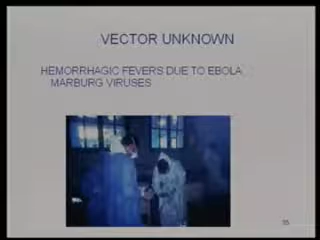 VECTOR UNKNOWN
HEMORRHAGIC FEVERS DUE TO EBOLA
MARBURG VIRUSES